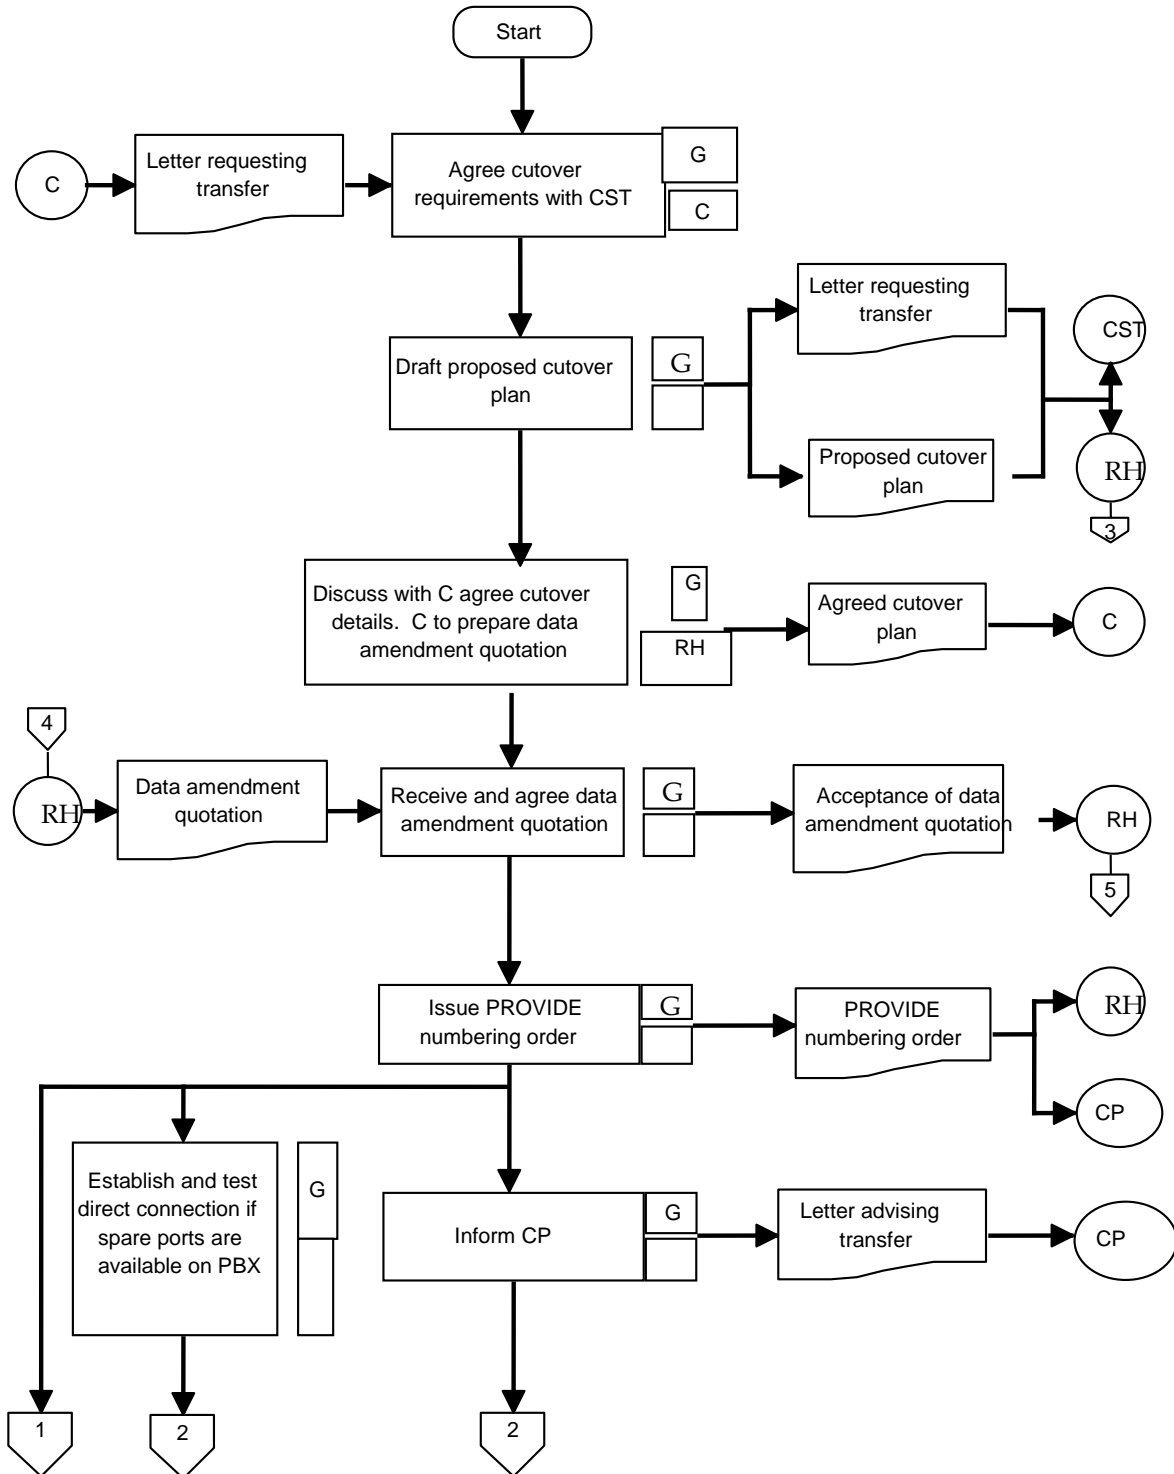 Start
C
Letter requesting
transfer
Agree cutover
requirements with CST
G
C
Draft proposed cutover
plan
G
Letter requesting
transfer
Proposed cutover
plan
CST
RH
3
Discuss with C agree cutover
details. C to prepare data
amendment quotation
G
RH
Agreed cutover
plan
C
4
RH
Data amendment
quotation
Receive and agree data
amendment quotation
G
Acceptance of data
amendment quotation
RH
5
Issue PROVIDE
numbering order
G
PROVIDE
numbering order
RH
CP
Establish and test
direct connection if
spare ports are
available on PBX
G
Inform CP
G
Letter advising
transfer
CP
1
2
2